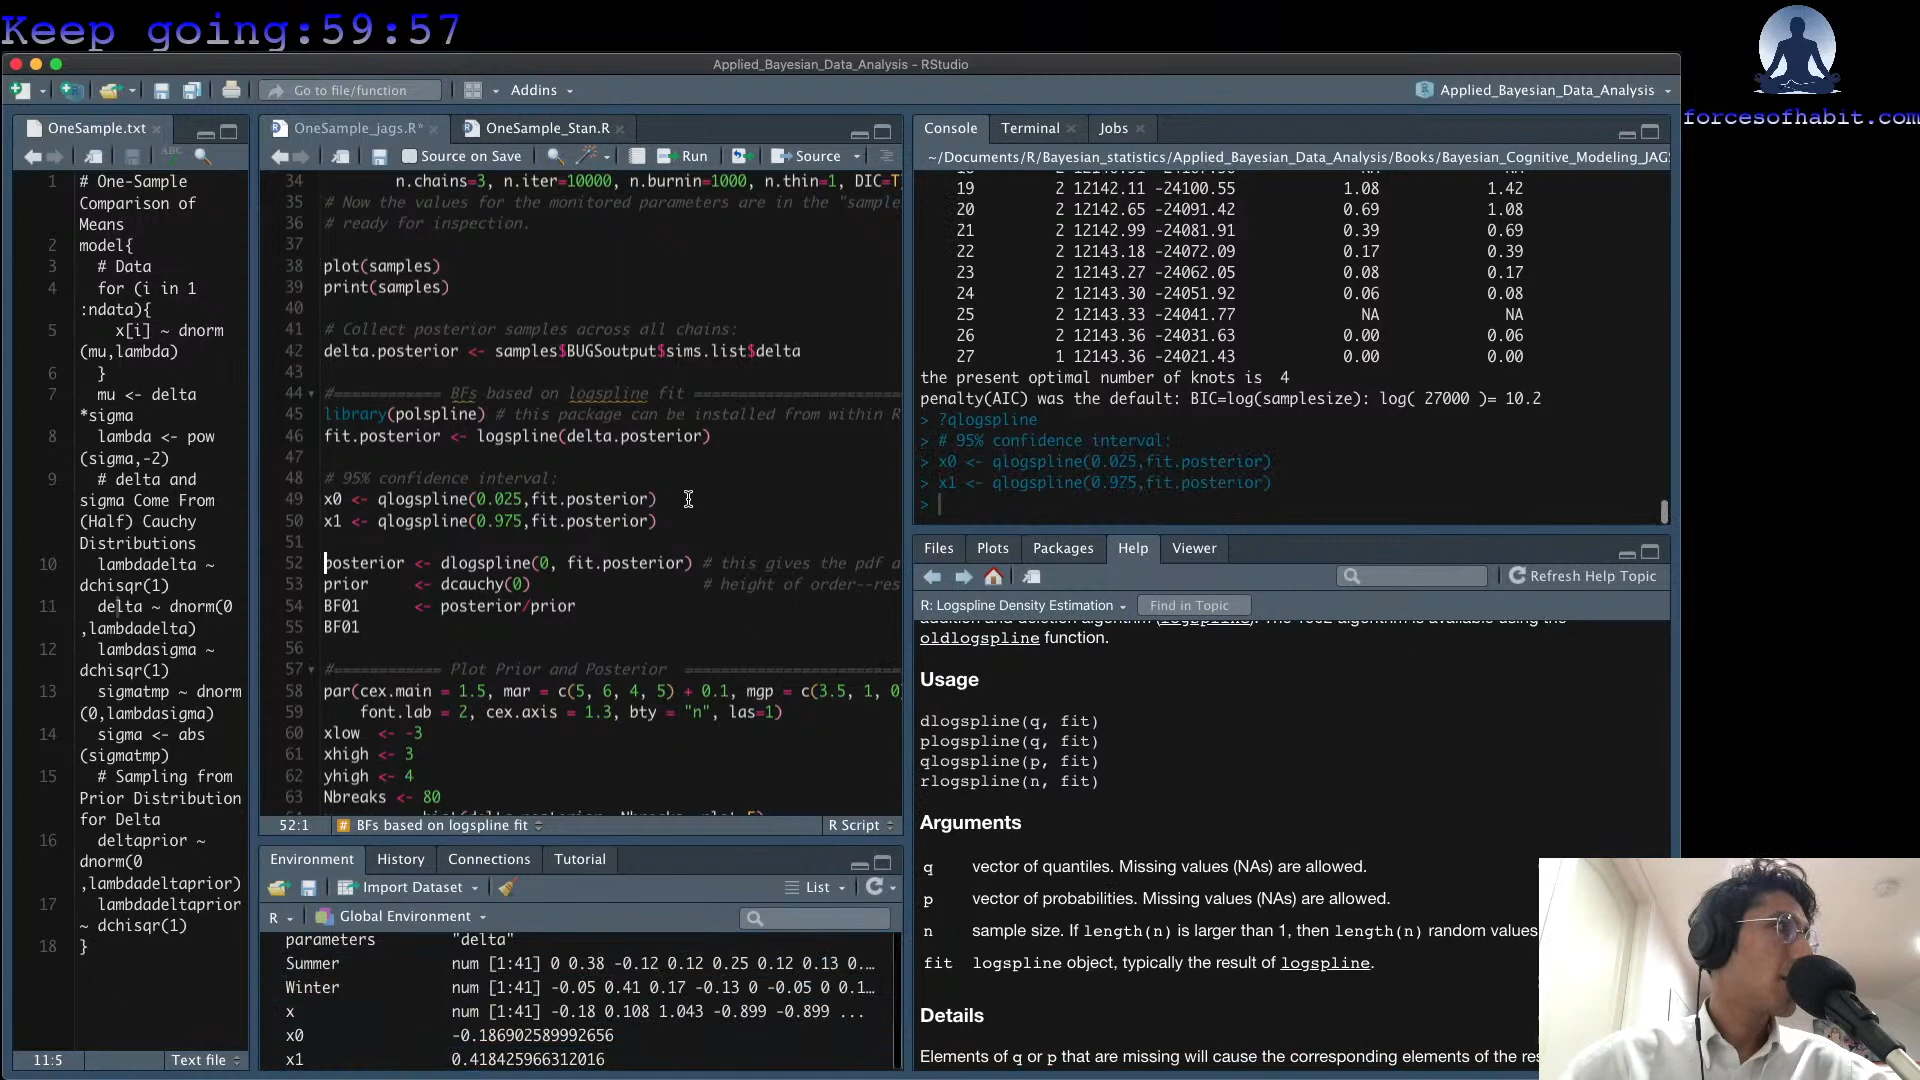 Keep going:59:57
forcesofhabit.com
Applied_Bayesian_Data_Analysis - RStudio
Go to file/function
Addins
Applied_Bayesian_Data_Analysis
OneSample.txt
1 # One-Sample
Comparison of
Means
2 model{
3 # Data
4 for (i in 1
:ndata){
5 x[i] ~ dnorm
(mu,lambda)
6 }
7 mu <- delta
*sigma
8 lambda <- pow
(sigma,-2)
9 # delta and
sigma Come From
(Half) Cauchy
Distributions
10 lambdadelta ~
dchisqr(1)
11 delta ~ dnorm(0
,lambdadelta)
12 lambdasigma ~
dchisqr(1)
13 sigmatmp ~ dnorm
(0,lambdasigma)
14 sigma <- abs
(sigmatmp)
15 # Sampling from
Prior Distribution
for Delta
16 deltaprior ~
dnorm(0
,lambdadeltaprior)
17 lambdadeltaprior
~ dchisqr(1)
18 }
11:5 Text file
OneSample_jags.R* OneSample_Stan.R
Source on Save Run Source
34 n.chains=3, n.iter=10000, n.burnin=1000, n.thin=1, DIC=T
35 # Now the values for the monitored parameters are in the "sample
36 # ready for inspection.
37
38 plot(samples)
39 print(samples)
40
41 # Collect posterior samples across all chains:
42 delta.posterior <- samples$BUGSoutput$sims.list$delta
43
44 #============ BFs based on logspline fit ===========
45 library(polspline) # this package can be installed from within R
46 fit.posterior <- logspline(delta.posterior)
47
48 # 95% confidence interval:
49 x0 <- qlogspline(0.025,fit.posterior)
50 x1 <- qlogspline(0.975,fit.posterior)
51
52 posterior <- dlogspline(0, fit.posterior) # this gives the pdf a
53 prior <- dcauchy(0) # height of order--res
54 BF01 <- posterior/prior
55 BF01
56
57 #============ Plot Prior and Posterior ===========
58 par(cex.main = 1.5, mar = c(5, 6, 4, 5) + 0.1, mgp = c(3.5, 1, 0)
59 font.lab = 2, cex.axis = 1.3, bty = "n", las=1)
60 xlow <- -3
61 xhigh <- 3
62 yhigh <- 4
63 Nbreaks <- 80
52:1 BFs based on logspline fit R Script
Environment History Connections Tutorial
Import Dataset List
R Global Environment
parameters "delta"
Summer num [1:41] 0 0.38 -0.12 0.12 0.25 0.12 0.13 0...
Winter num [1:41] -0.05 0.41 0.17 -0.13 0 -0.05 0 0.1...
x num [1:41] -0.18 0.108 1.043 -0.899 -0.899 ...
x0 -0.186902589992656
x1 0.418425966312016
Console Terminal Jobs
~/Documents/R/Bayesian_statistics/Applied_Bayesian_Data_Analysis/Books/Bayesian_Cognitive_Modeling_JAGS
19 2 12142.11 -24100.55 1.08 1.42
20 2 12142.65 -24091.42 0.69 1.08
21 2 12142.99 -24081.91 0.39 0.69
22 2 12143.18 -24072.09 0.17 0.39
23 2 12143.27 -24062.05 0.08 0.17
24 2 12143.30 -24051.92 0.06 0.08
25 2 12143.33 -24041.77 NA NA
26 2 12143.36 -24031.63 0.00 0.06
27 1 12143.36 -24021.43 0.00 0.00
the present optimal number of knots is 4
penalty(AIC) was the default: BIC=log(samplesize): log( 27000 )= 10.2
> ?qlogspline
> # 95% confidence interval:
> x0 <- qlogspline(0.025,fit.posterior)
> x1 <- qlogspline(0.975,fit.posterior)
>
Files Plots Packages Help Viewer
Refresh Help Topic
R: Logspline Density Estimation Find in Topic
oldlogspline function.
Usage
dlogspline(q, fit)
plogspline(q, fit)
qlogspline(p, fit)
rlogspline(n, fit)
Arguments
q vector of quantiles. Missing values (NAs) are allowed.
p vector of probabilities. Missing values (NAs) are allowed.
n sample size. If length(n) is larger than 1, then length(n) random values
fit logspline object, typically the result of logspline.
Details
Elements of q or p that are missing will cause the corresponding elements of the res